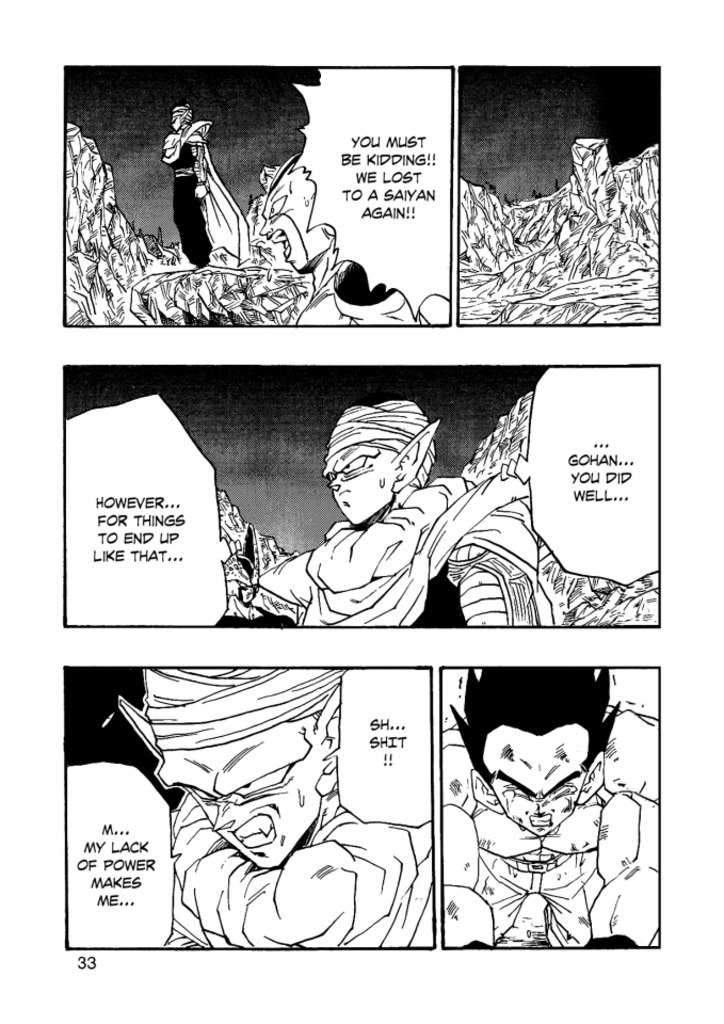 YOU MUST
BE KIDDING!!
WE LOST
TO A SAIYAN
AGAIN!!
...
GOHAN...
YOU DID
WELL...
HOWEVER...
FOR THINGS
TO END UP
LIKE THAT...
SH...
SHIT
!!
M...
MY LACK
OF POWER
MAKES
ME...
33